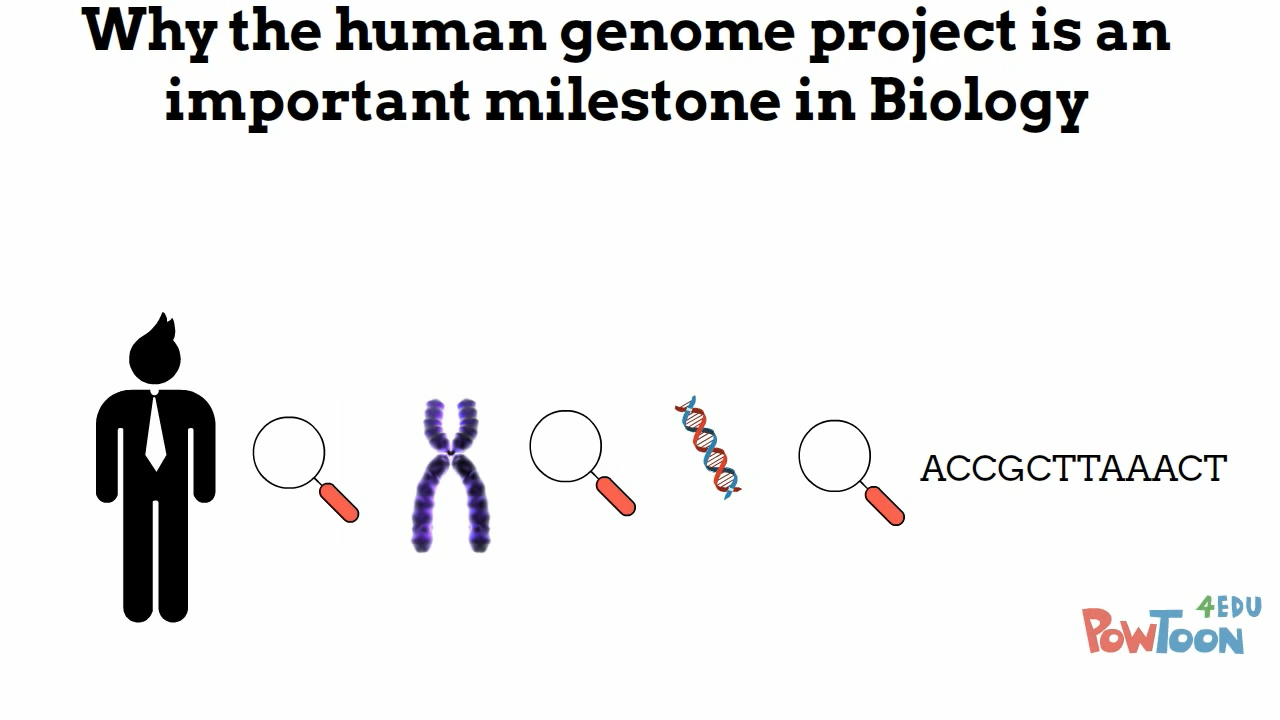 Why the human genome project is an
important milestone in Biology
ACCGCTTAAACT
4EDU
POWTOON